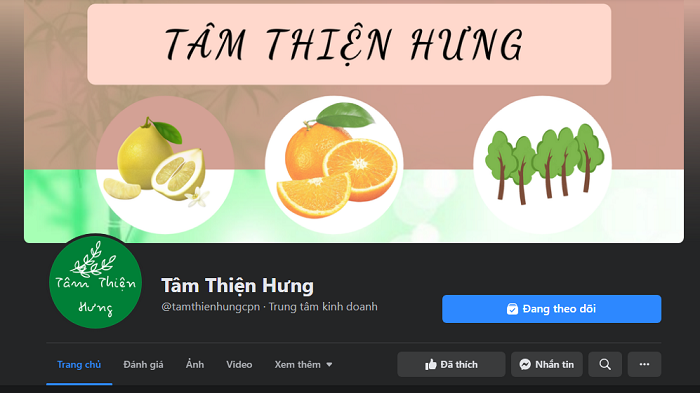 TÂM THIỆN HƯNG
Tâm Thiện
Hưng
Tâm Thiện Hưng
@tamthienhungcpn · Trung tâm kinh doanh
Đang theo dõi
Trang chủ Đánh giá Ảnh Video Xem thêm
Đã thích Nhắn tin